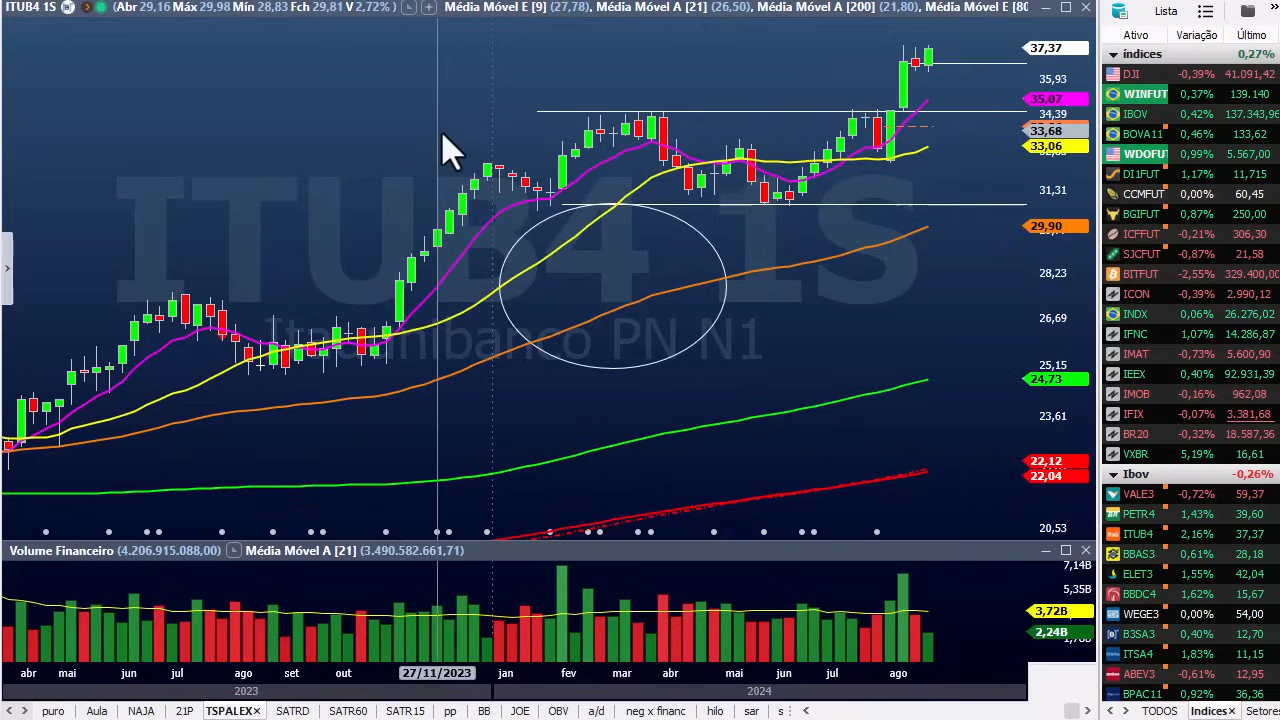 ITUB4 1S (Abr 29,16 Máx 29,98 Mín 28,83 Fch 29,81 V 2,72% ) Média Móvel E [9] (27,78), Média Móvel A [21] (26,50), Média Móvel A [200] (21,80), Média Móvel E [80
ITUB4 1S
PN N1
37,37
35,93
35,07
34,39
33,68
33,06
31,31
29,90
28,23
26,69
25,15
24,73
23,61
22,12
22,04
20,53
Volume Financeiro (4.206.915.088,00) Média Móvel A [21] (3.490.582.661,71)
7,14B
5,35B
3,72B
2,24B
abr mai jun jul ago set out /11/2023 jan fev mar abr mai jun jul ago
2023 2024
puro Aula NAJA 21P TSPALEX× SATRD SATR60 SATR15 pp BB JOE OBV a/d neg x financ hilo sar s
Lista
Ativo Variação Último
índices 0,27%
DJI -0,39% 41.091,42
WINFUT 0,37% 139.140
IBOV 0,42% 137.343,96
BOVA11 0,46% 133,62
WDOFUT 0,99% 5.567,00
DI1FUT 1,17% 11,715
CCMFUT 0,00% 60,45
BGIFUT 0,87% 250,00
ICFFUT -0,21% 306,30
SJCFUT -0,87% 21,58
BITFUT -2,55% 329.400,00
ICON -0,39% 2.990,12
INDX 0,06% 26.276,02
IFNC 1,07% 14.286,87
IMAT -0,73% 5.600,90
IEEX 0,40% 92.931,39
IMOB -0,16% 962,08
IFIX -0,07% 3.381,68
BR20 -0,32% 18.587,36
VXBR 5,19% 16,61
Ibov -0,26%
VALE3 -0,72% 59,37
PETR4 1,43% 39,60
ITUB4 2,16% 37,37
BBAS3 0,61% 28,18
ELET3 1,55% 42,04
BBDC4 1,62% 15,67
WEGE3 0,00% 54,00
B3SA3 0,40% 12,70
ITSA4 1,83% 11,15
ABEV3 -0,61% 12,95
BPAC11 0,92% 36,36
TODOS Indices× Setores